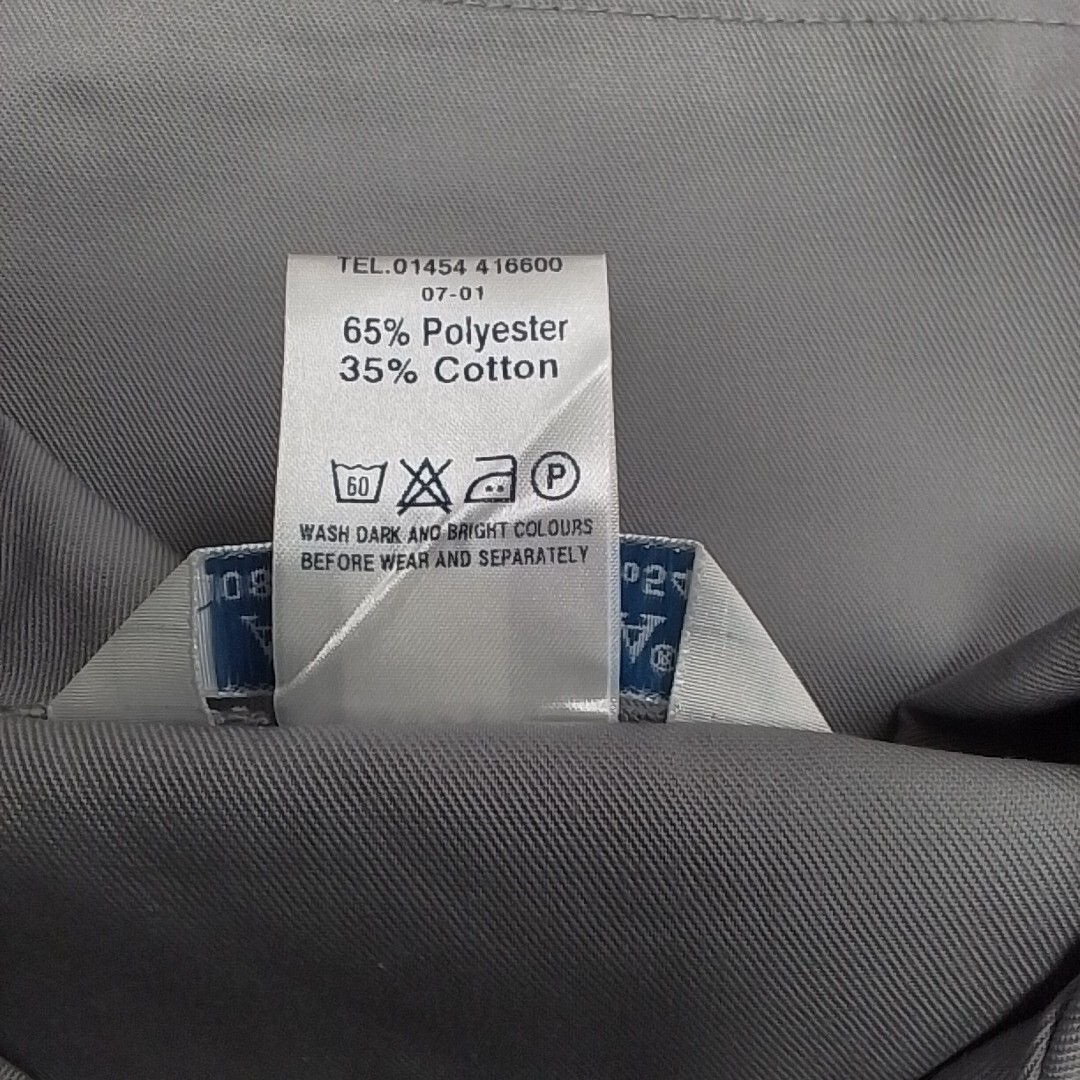 TEL.01454 416600
07-01
65% Polyester
35% Cotton
60 P
WASH DARK AND BRIGHT COLOURS
BEFORE WEAR AND SEPARATELY